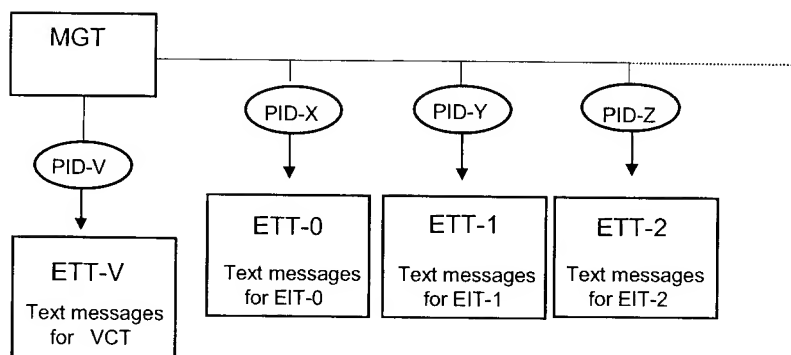 MGT
PID-X
PID-Y
PID-Z
PID-V
ETT-0
Text messages
for EIT-0
ETT-1
Text messages
for EIT-1
ETT-2
Text messages
for EIT-2
ETT-V
Text messages
for VCT